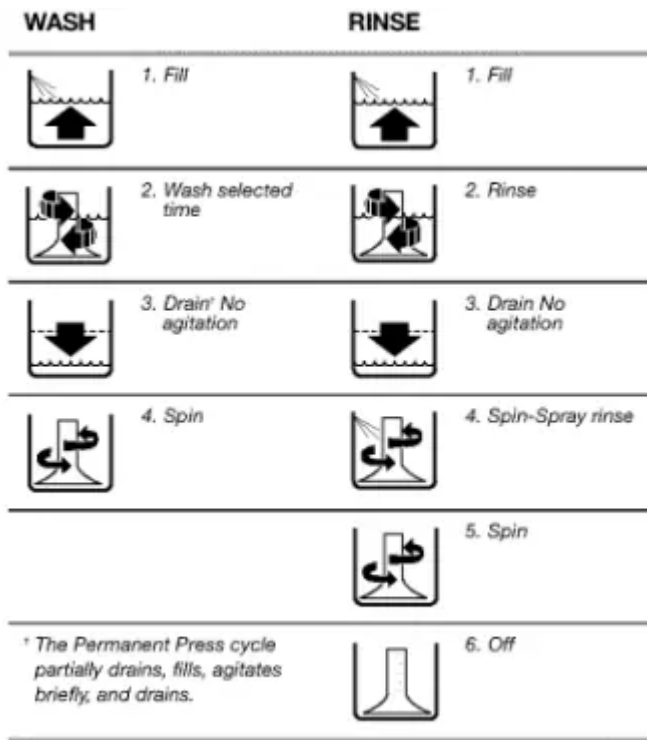 WASH
RINSE
1. Fill
1. Fill
2. Wash selected
time
2. Rinse
3. Drain† No
agitation
3. Drain No
agitation
4. Spin
4. Spin-Spray rinse
5. Spin
† The Permanent Press cycle
partially drains, fills, agitates
briefly, and drains.
6. Off